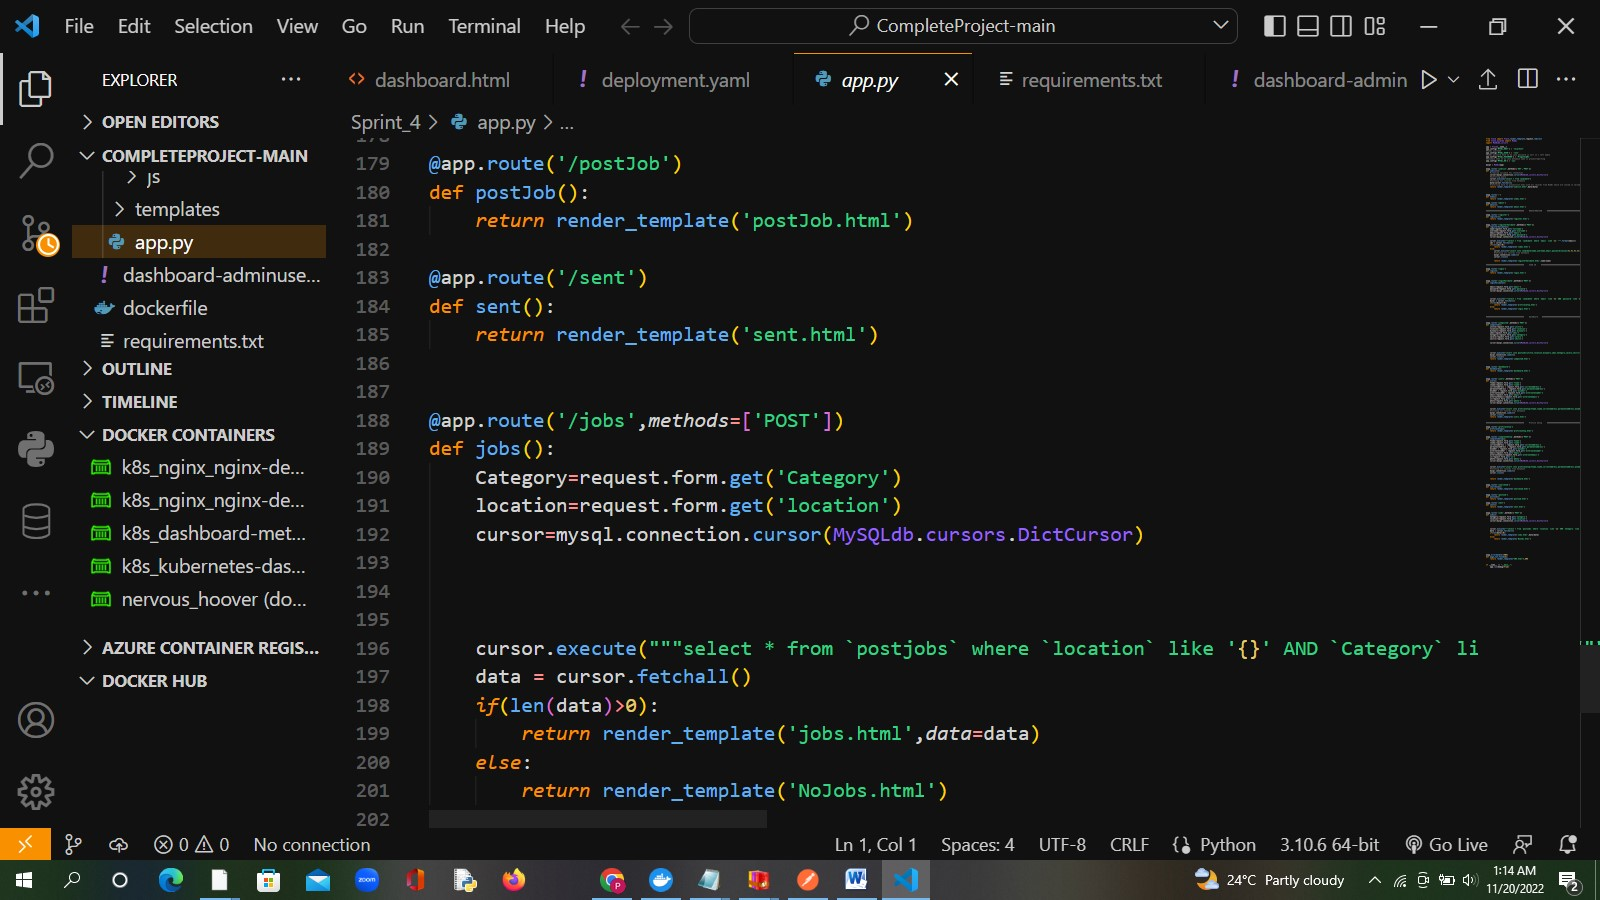 File Edit Selection View Go Run Terminal Help CompleteProject-main
EXPLORER
dashboard.html deployment.yaml app.py requirements.txt dashboard-admin
OPEN EDITORS
COMPLETEPROJECT-MAIN
js
templates
app.py
dashboard-adminuse...
dockerfile
requirements.txt
OUTLINE
TIMELINE
DOCKER CONTAINERS
k8s_nginx_nginx-de...
k8s_nginx_nginx-de...
k8s_dashboard-met...
k8s_kubernetes-das...
nervous_hoover (do...
AZURE CONTAINER REGIS...
DOCKER HUB
Sprint_4 > app.py > ...
178
179 @app.route('/postJob')
180 def postJob():
181 return render_template('postJob.html')
182
183 @app.route('/sent')
184 def sent():
185 return render_template('sent.html')
186
187
188 @app.route('/jobs',methods=['POST'])
189 def jobs():
190 Category=request.form.get('Category')
191 location=request.form.get('location')
192 cursor=mysql.connection.cursor(MySQLdb.cursors.DictCursor)
193
194
195
196 cursor.execute("""select * from `postjobs` where `location` like '{}' AND `Category` li
197 data = cursor.fetchall()
198 if(len(data)>0):
199 return render_template('jobs.html',data=data)
200 else:
201 return render_template('NoJobs.html')
202
0 0 No connection Ln 1, Col 1 Spaces: 4 UTF-8 CRLF Python 3.10.6 64-bit Go Live
zoom P W 24°C Partly cloudy 1:14 AM
11/20/2022 2